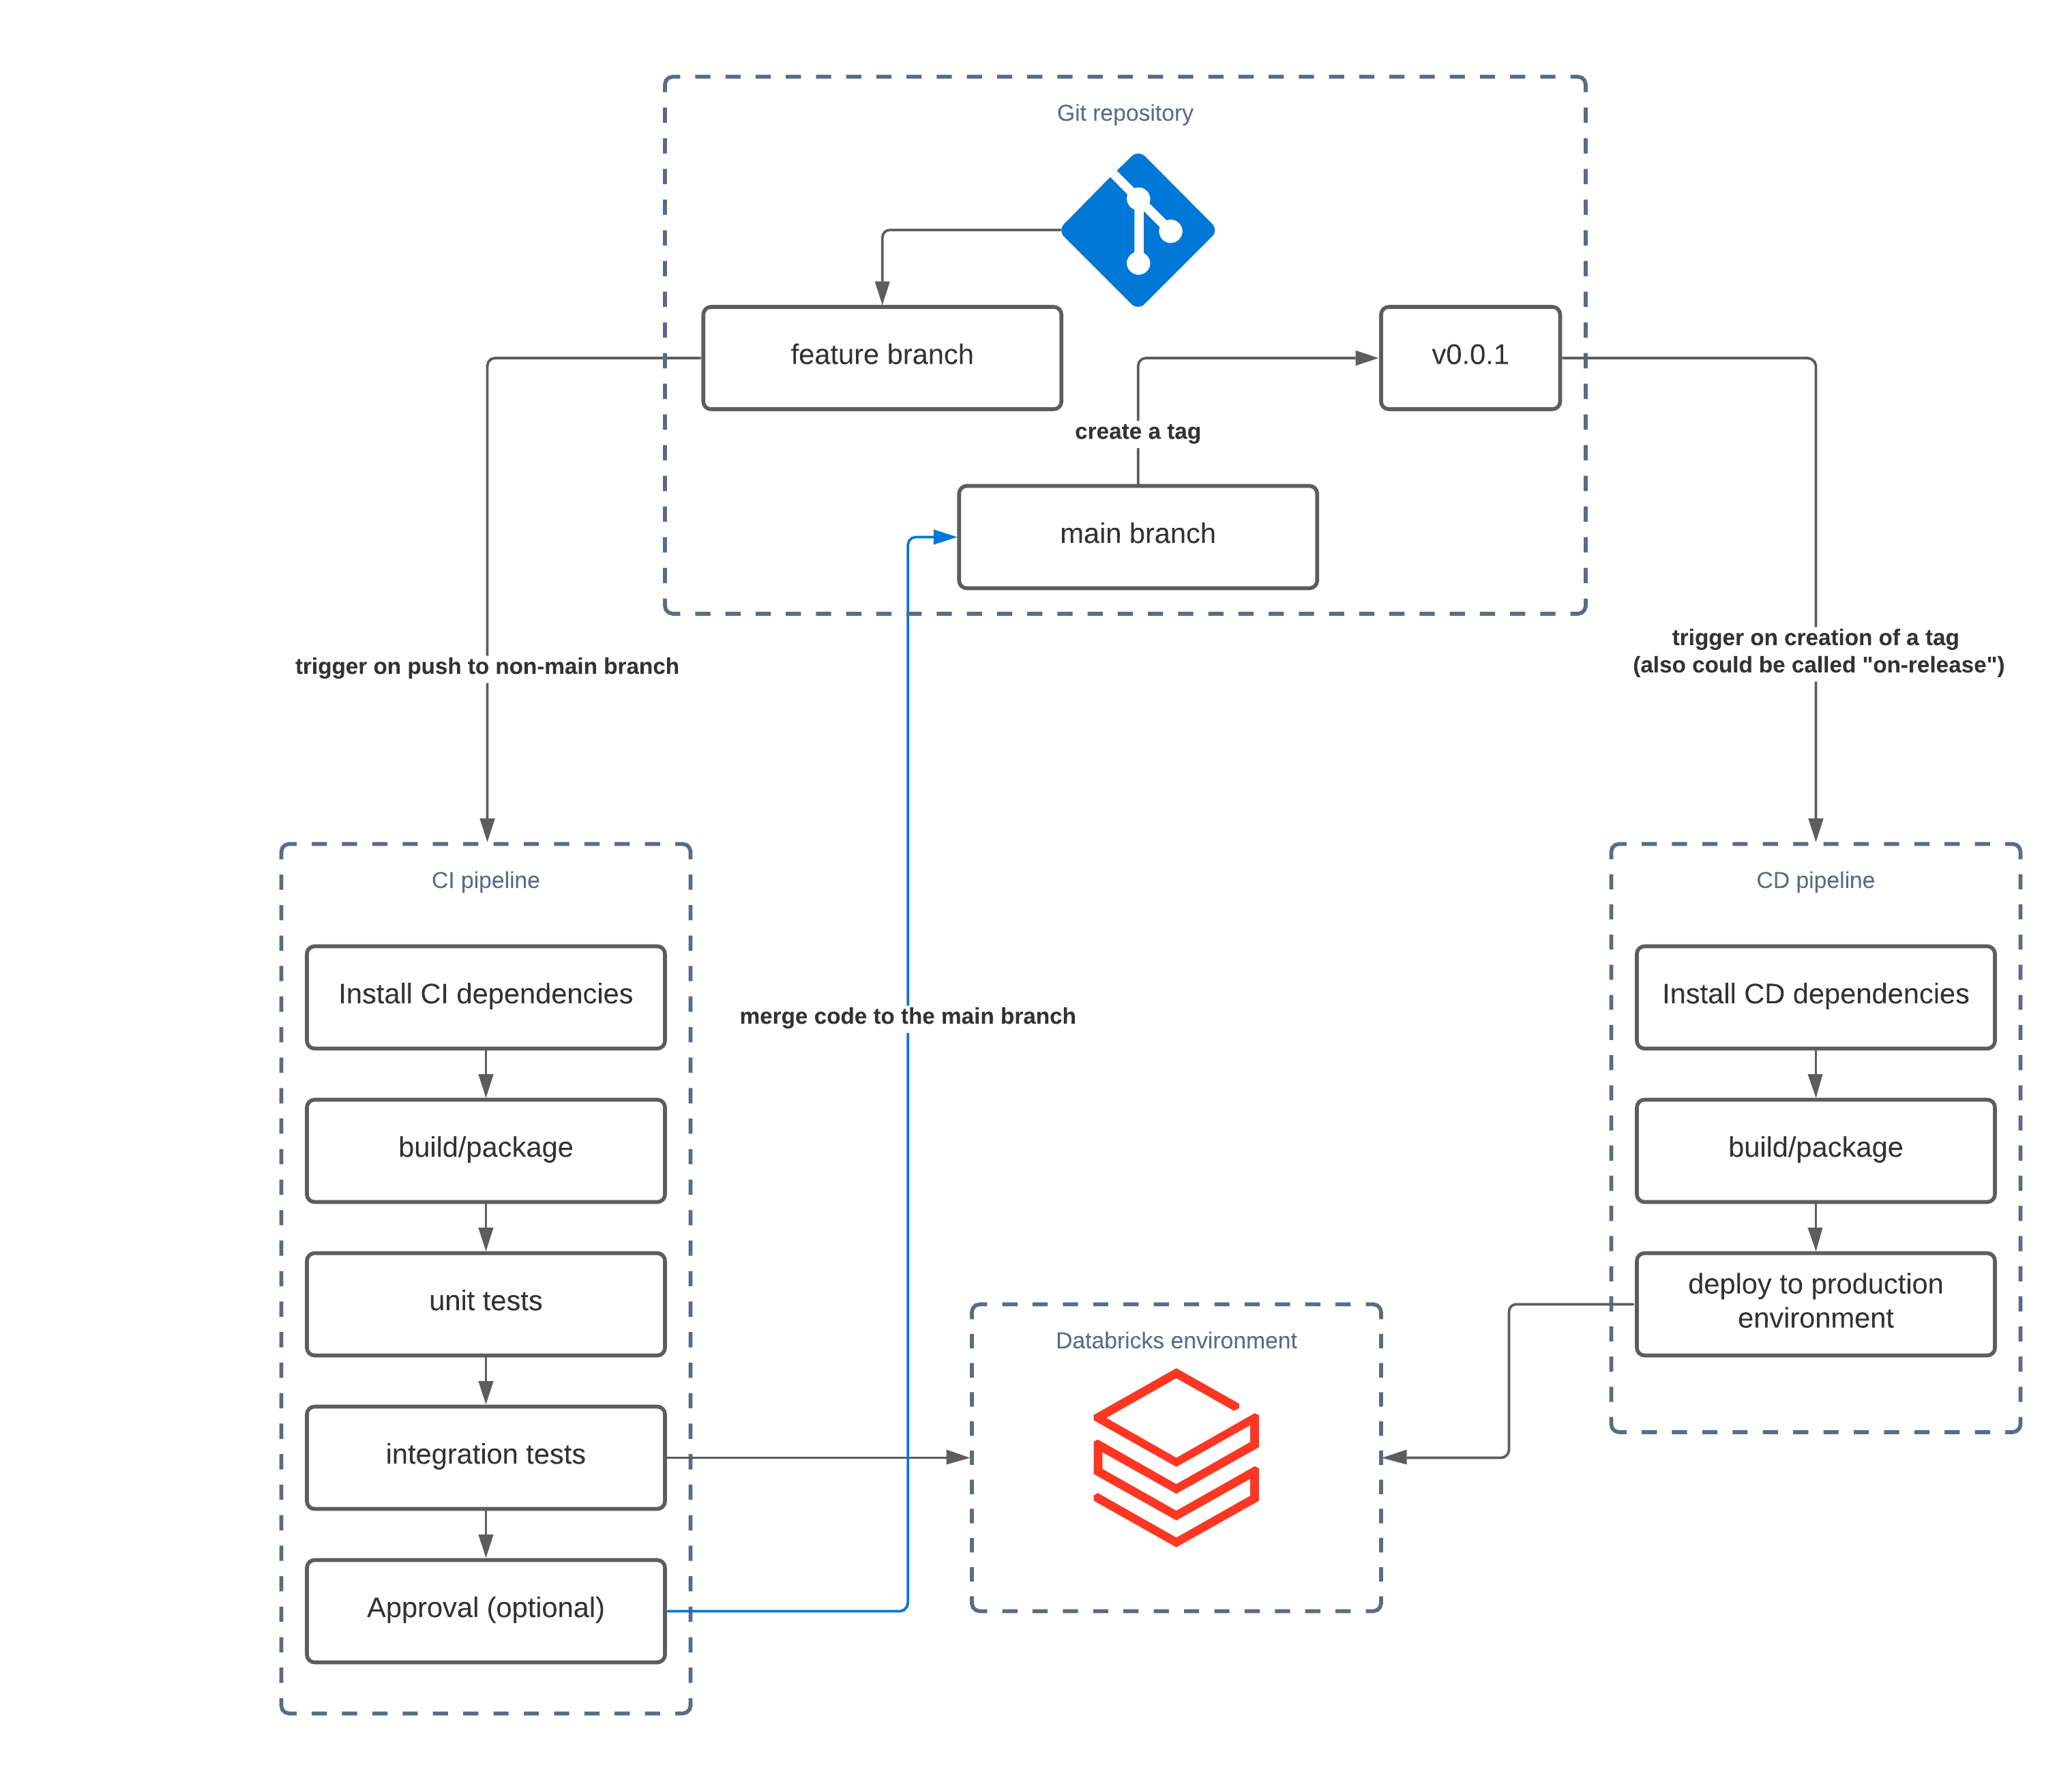 Git repository
feature branch
v0.0.1
create a tag
main branch
trigger on push to non-main branch
trigger on creation of a tag
(also could be called "on-release")
CI pipeline
Install CI dependencies
build/package
unit tests
integration tests
Approval (optional)
merge code to the main branch
Databricks environment
CD pipeline
Install CD dependencies
build/package
deploy to production
environment